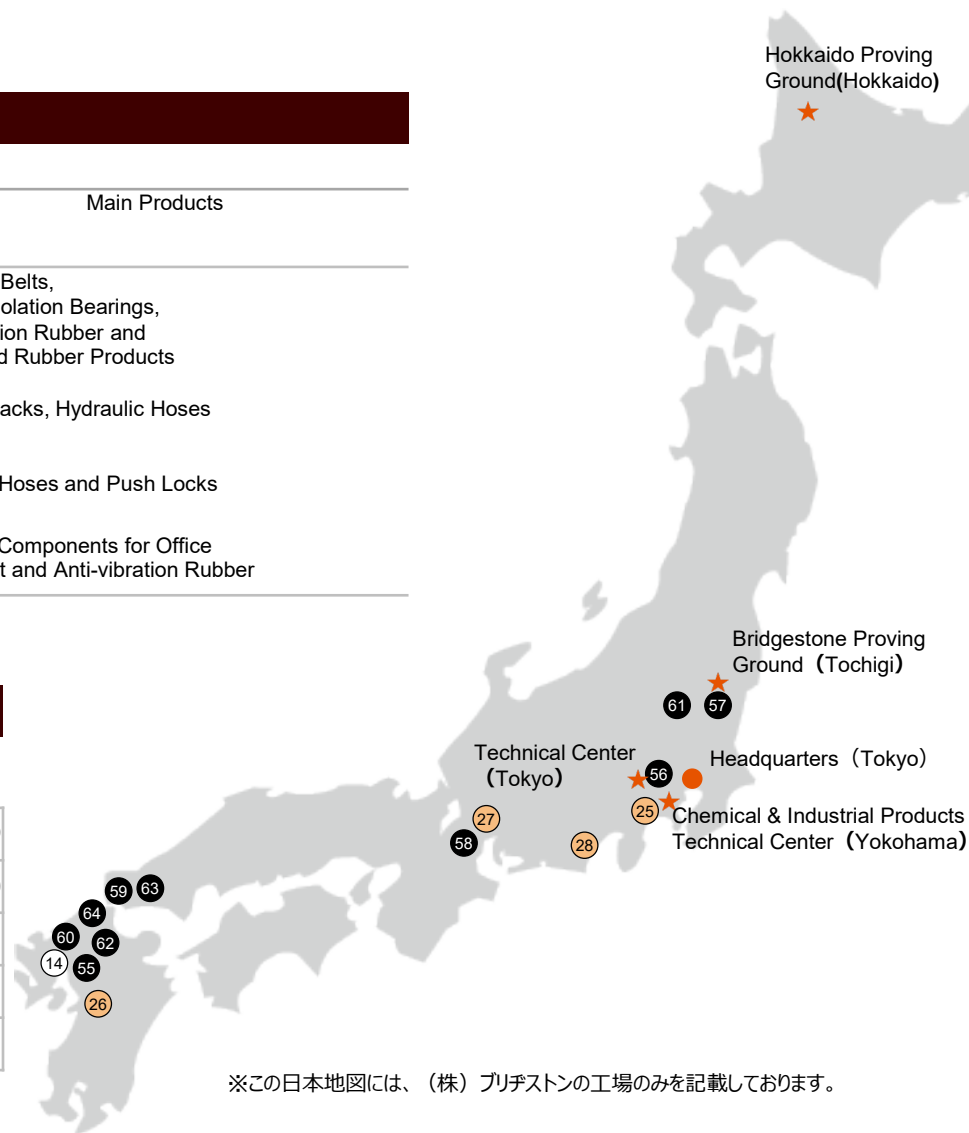 Hokkaido Proving
Ground(Hokkaido)
Main Products
Belts,
olation Bearings,
ion Rubber and
d Rubber Products
acks, Hydraulic Hoses
Hoses and Push Locks
Components for Office
t and Anti-vibration Rubber
Bridgestone Proving
Ground（Tochigi）
61 57
Technical Center
（Tokyo）
56
Headquarters（Tokyo）
27
25
Chemical & Industrial Products
Technical Center（Yokohama）
58
28
59 63
64
60 62
14 55
26
※この日本地図には、（株）ブリヂストンの工場のみを記載しております。